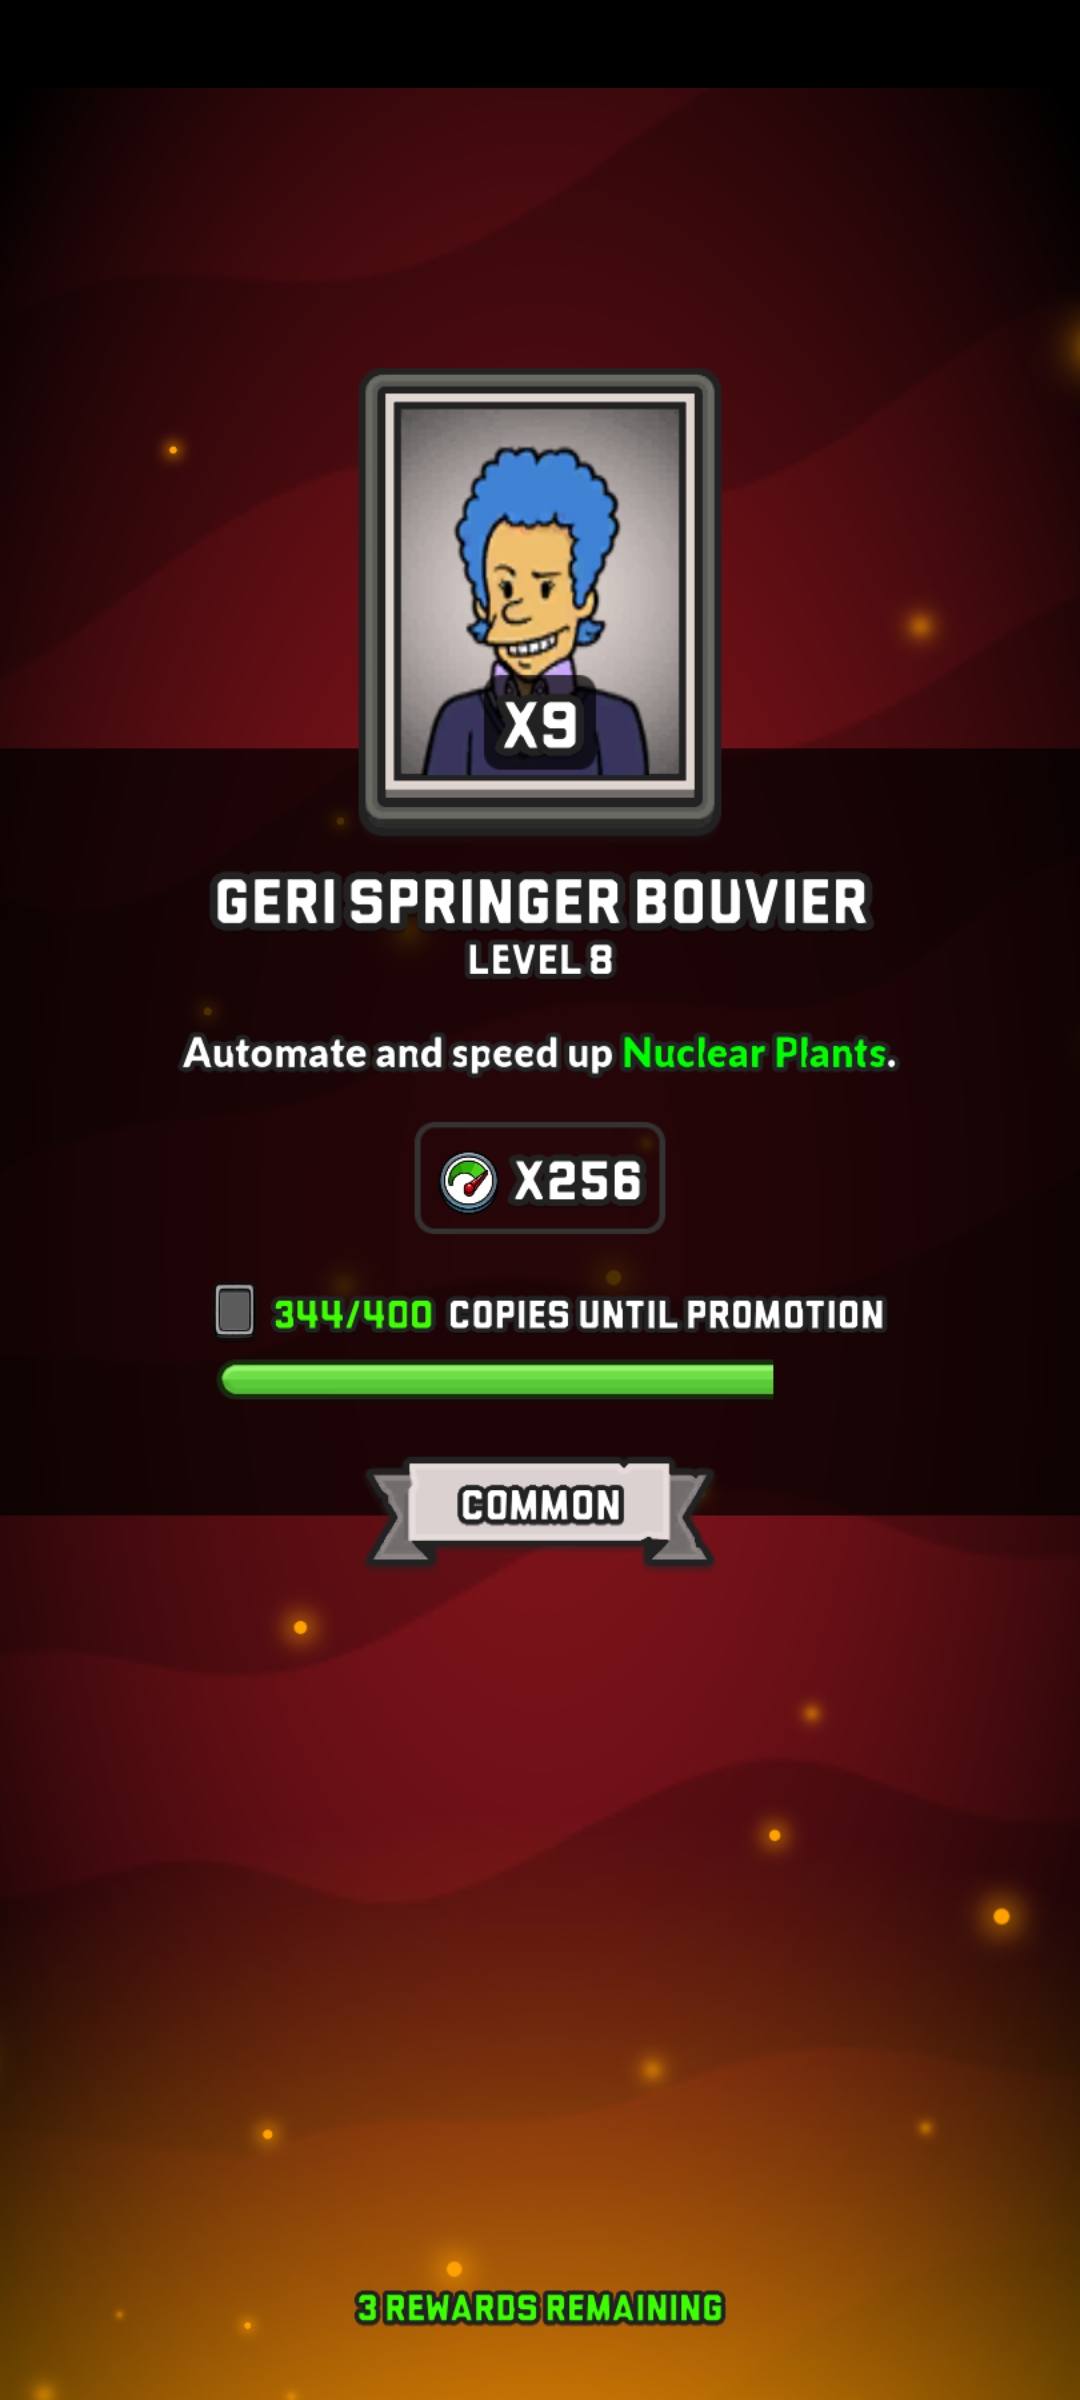 X9
GERI SPRINGER BOUVIER
LEVEL 8
Automate and speed up Nuclear Plants.
X256
344/400 COPIES UNTIL PROMOTION
COMMON
3 REWARDS REMAINING